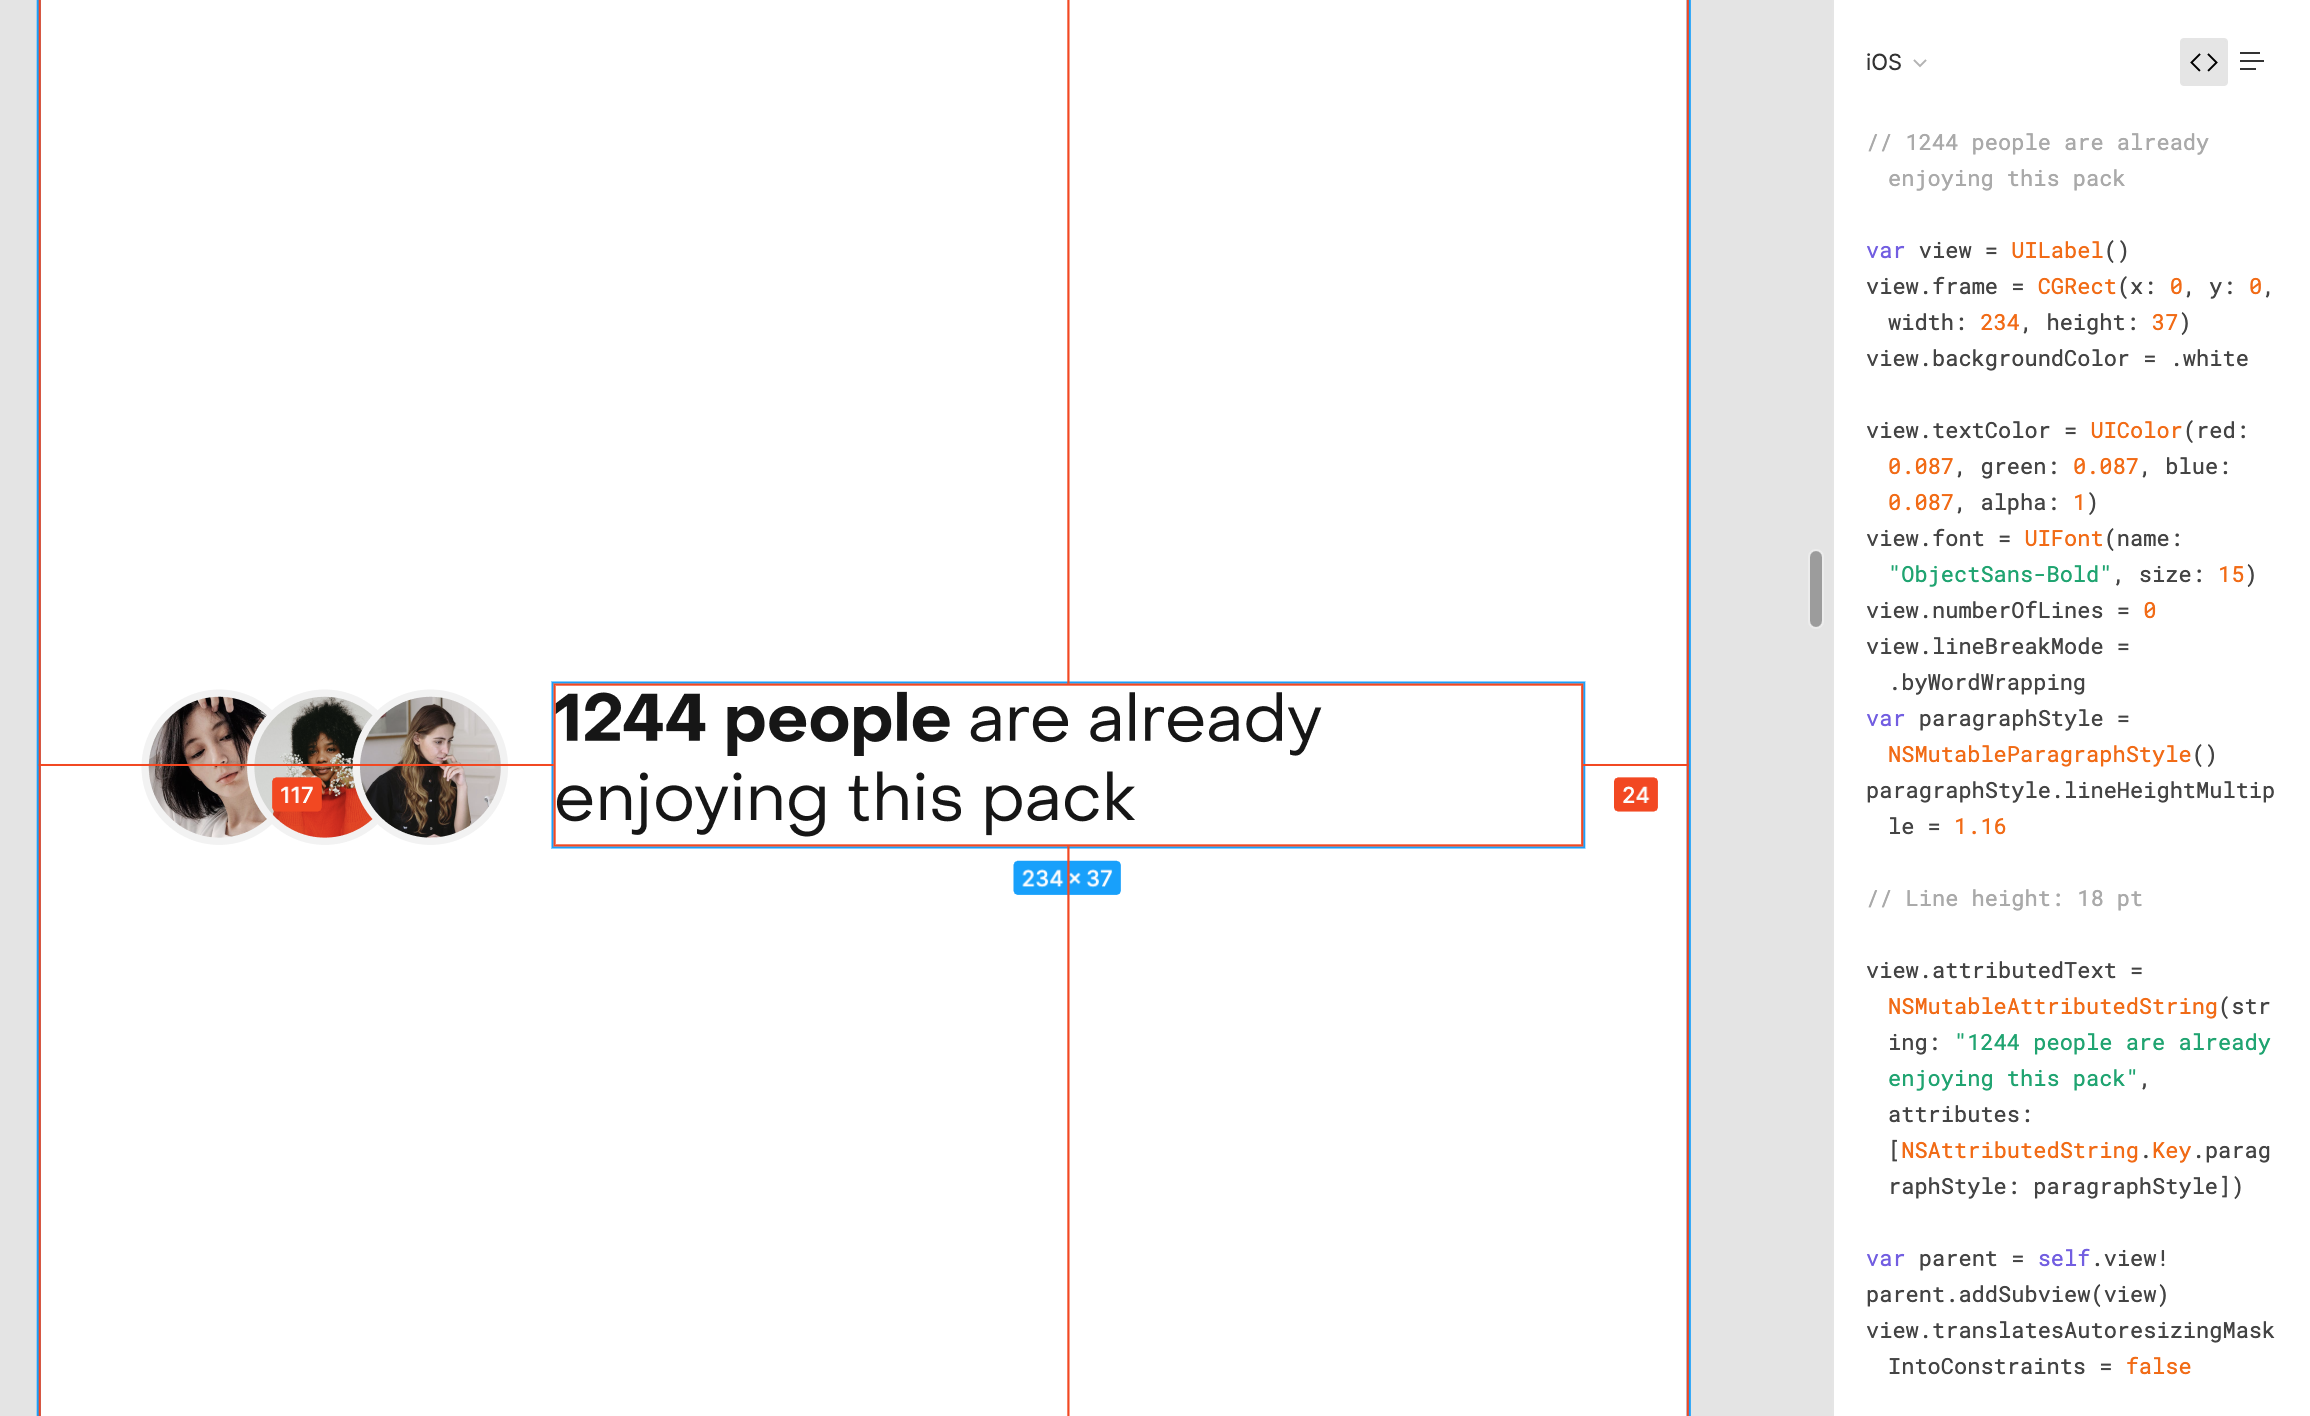 1244 people are already
enjoying this pack
117
24
234 × 37
iOS
// 1244 people are already
enjoying this pack
var view = UILabel()
view.frame = CGRect(x: 0, y: 0,
width: 234, height: 37)
view.backgroundColor = .white
view.textColor = UIColor(red:
0.087, green: 0.087, blue:
0.087, alpha: 1)
view.font = UIFont(name:
"ObjectSans-Bold", size: 15)
view.numberOfLines = 0
view.lineBreakMode =
.byWordWrapping
var paragraphStyle =
NSMutableParagraphStyle()
paragraphStyle.lineHeightMultip
le = 1.16
// Line height: 18 pt
view.attributedText =
NSMutableAttributedString(str
ing: "1244 people are already
enjoying this pack",
attributes:
[NSAttributedString.Key.parag
raphStyle: paragraphStyle])
var parent = self.view!
parent.addSubview(view)
view.translatesAutoresizingMask
IntoConstraints = false